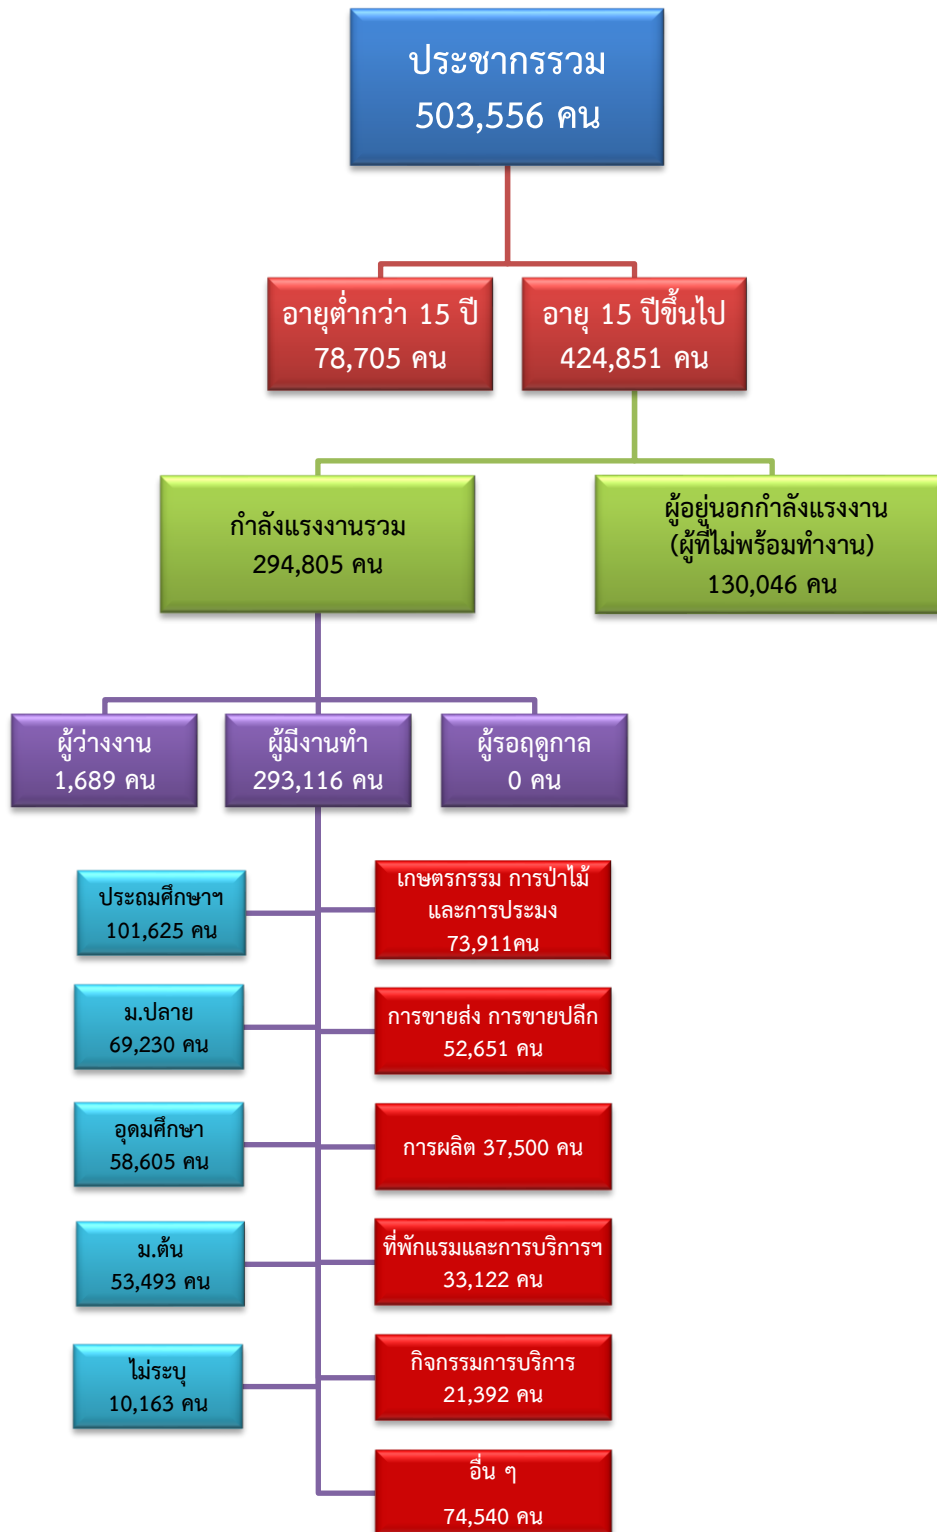 ประชากรรวม
503,556 คน
อายุต่ำกว่า 15 ปี
78,705 คน
อายุ 15 ปีขึ้นไป
424,851 คน
กำลังแรงงานรวม
294,805 คน
ผู้อยู่นอกกำลังแรงงาน
(ผู้ที่ไม่พร้อมทำงาน)
130,046 คน
ผู้ว่างงาน
1,689 คน
ผู้มีงานทำ
293,116 คน
ผู้รอฤดูกาล
0 คน
ประถมศึกษาฯ
101,625 คน
ม.ปลาย
69,230 คน
อุดมศึกษา
58,605 คน
ม.ต้น
53,493 คน
ไม่ระบุ
10,163 คน
เกษตรกรรม การป่าไม้
และการประมง
73,911คน
การขายส่ง การขายปลีก
52,651 คน
การผลิต 37,500 คน
ที่พักแรมและการบริการฯ
33,122 คน
กิจกรรมการบริการ
21,392 คน
อื่น ๆ
74,540 คน